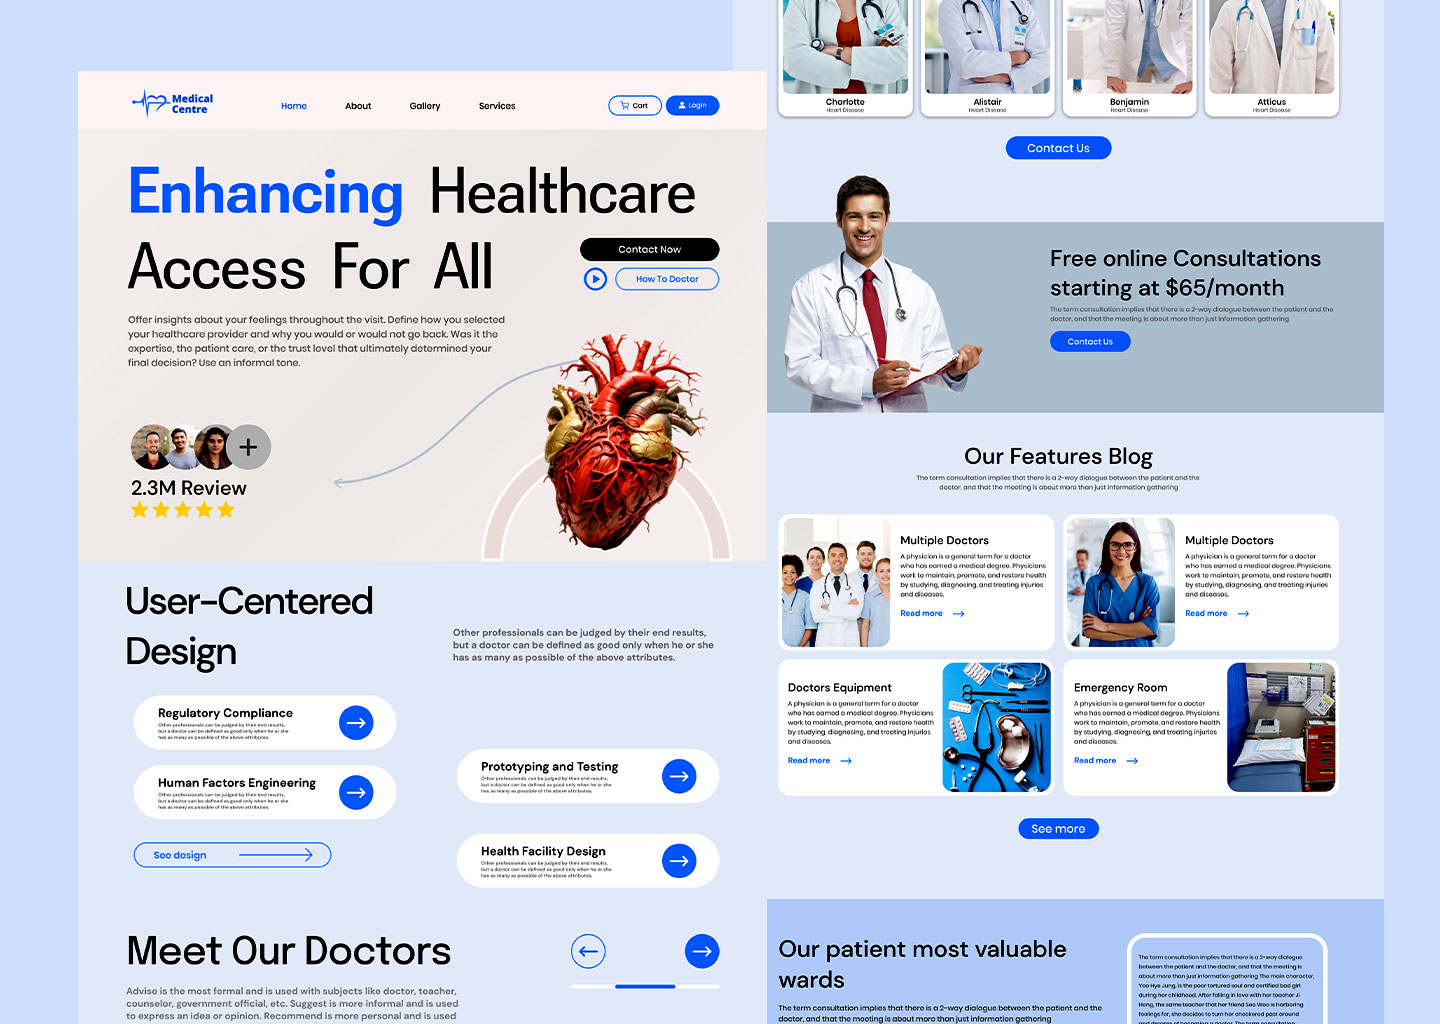 Medical
Centre
Home
About
Gallery
Services
Cart
Login
Enhancing Healthcare
Access For All
Contact Now
How To Doctor
Offer insights about your feelings throughout the visit. Define how you selected
your healthcare provider and why you would or would not go back. Was it the
expertise, the patient care, or the trust level that ultimately determined your
final decision? Use an informal tone.
2.3M Review
User-Centered
Design
Other professionals can be judged by their end results,
but a doctor can be defined as good only when he or she
has as many as possible of the above attributes.
Regulatory Compliance
Other professionals can be judged by their end results,
but a doctor can be defined as good only when he or she
has as many as possible of the above attributes.
Human Factors Engineering
Other professionals can be judged by their end results,
but a doctor can be defined as good only when he or she
has as many as possible of the above attributes.
See design
Prototyping and Testing
Other professionals can be judged by their end results,
but a doctor can be defined as good only when he or she
has as many as possible of the above attributes.
Health Facility Design
Other professionals can be judged by their end results,
but a doctor can be defined as good only when he or she
has as many as possible of the above attributes.
Meet Our Doctors
Advise is the most formal and is used with subjects like doctor, teacher,
counselor, government official, etc. Suggest is more informal and is used
to express an idea or opinion. Recommend is more personal and is used
Charlotte
Heart Disease
Alistair
Heart Disease
Benjamin
Heart Disease
Atticus
Heart Disease
Contact Us
Free online Consultations
starting at $65/month
The term consultation implies that there is a 2-way dialogue between the patient and the
doctor, and that the meeting is about more than just information gathering
Contact Us
Our Features Blog
The term consultation implies that there is a 2-way dialogue between the patient and the
doctor, and that the meeting is about more than just information gathering
Multiple Doctors
A physician is a general term for a doctor
who has earned a medical degree. Physicians
work to maintain, promote, and restore health
by studying, diagnosing, and treating injuries
and diseases.
Read more
Multiple Doctors
A physician is a general term for a doctor
who has earned a medical degree. Physicians
work to maintain, promote, and restore health
by studying, diagnosing, and treating injuries
and diseases.
Read more
Doctors Equipment
A physician is a general term for a doctor
who has earned a medical degree. Physicians
work to maintain, promote, and restore health
by studying, diagnosing, and treating injuries
and diseases.
Read more
Emergency Room
A physician is a general term for a doctor
who has earned a medical degree. Physicians
work to maintain, promote, and restore health
by studying, diagnosing, and treating injuries
and diseases.
Read more
See more
Our patient most valuable
wards
The term consultation implies that there is a 2-way dialogue between the patient and the
doctor, and that the meeting is about more than just information gathering
The term consultation implies that there is a 2-way dialogue
between the patient and the doctor, and that the meeting is
about more than just information gathering The main character,
Yoo Hye Jung, is the poor tortured soul and certified bad girl
during her childhood. After falling in love with her teacher Ji
Hong, the same teacher that her friend Soo Woo is harboring
feelings for, she decides to turn her checkered past around
and dreams of becoming a doctor. The term consultation